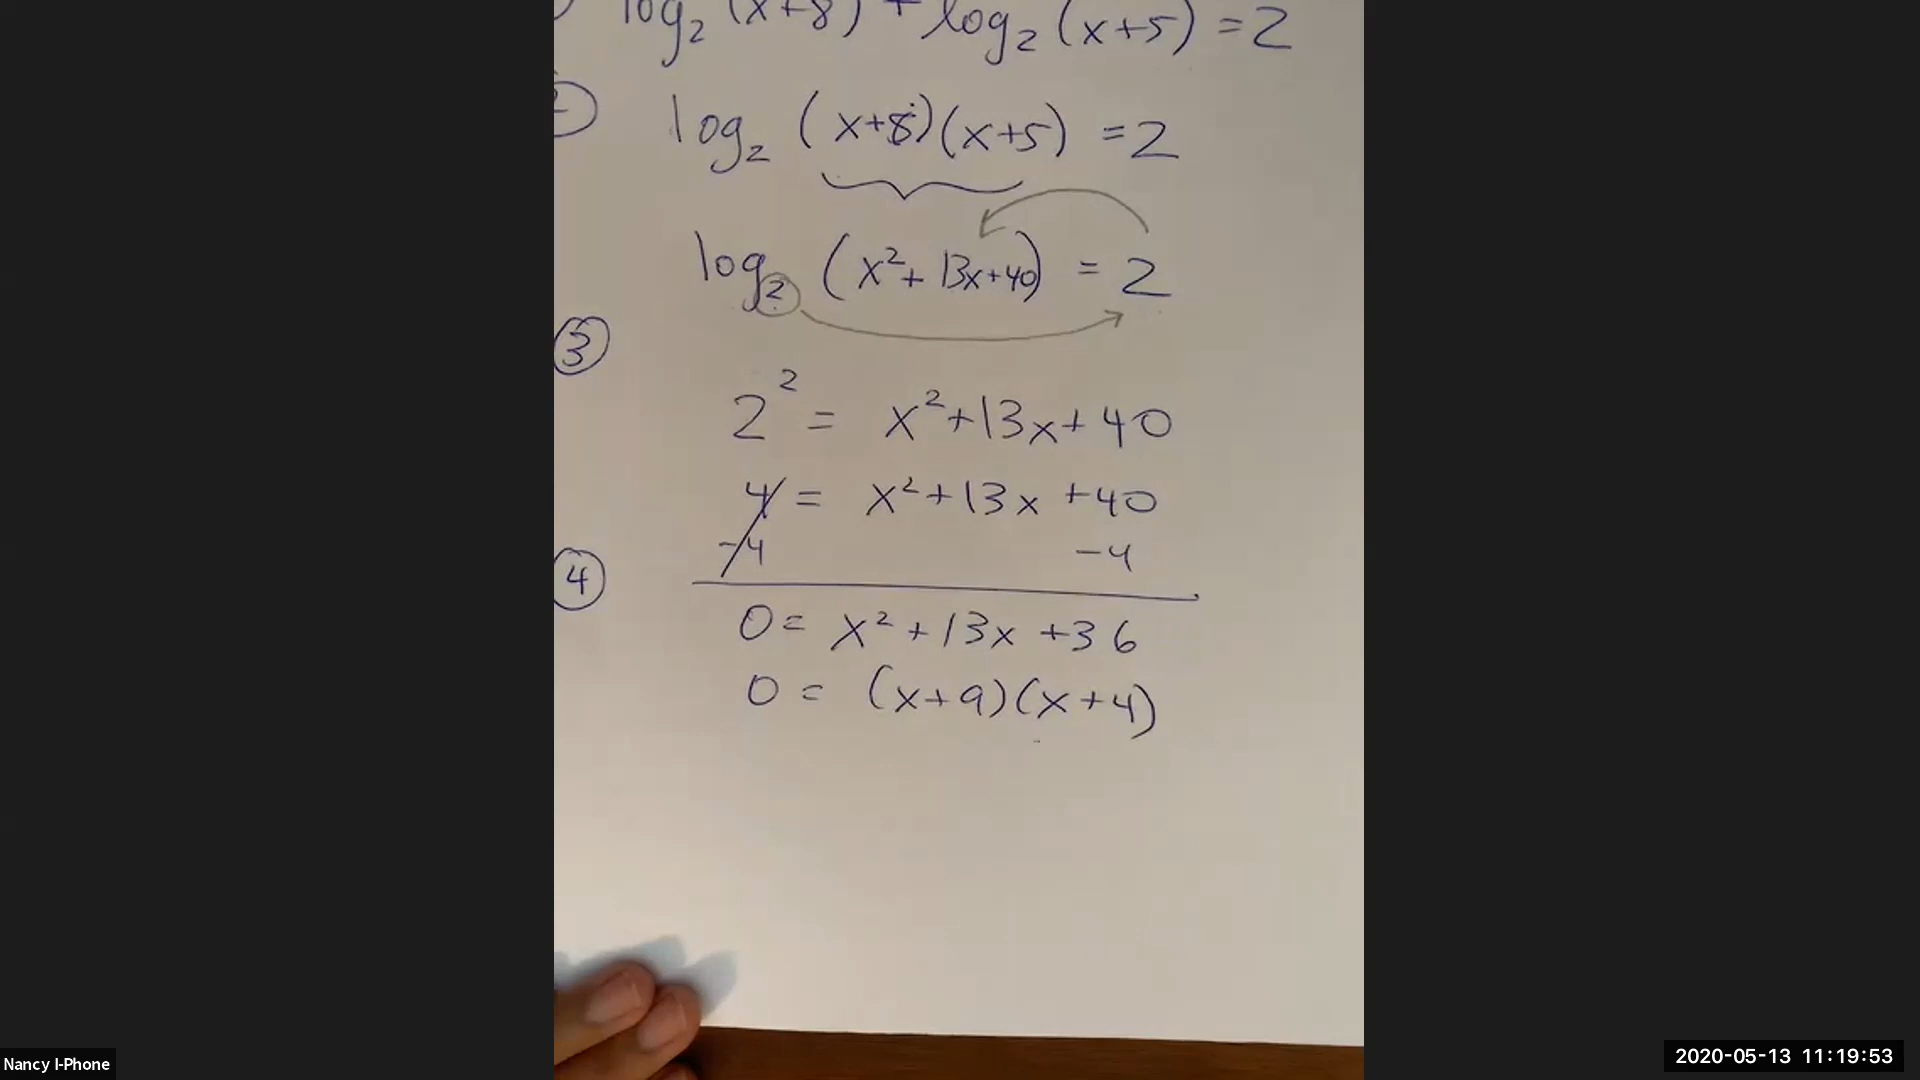 log₂ (x+8) + log₂ (x+5) = 2
log₂ (x+8)(x+5) = 2
log₂ (x²+ 13x+40) = 2
③
2² = x²+13x+40
4 = x²+13x +40
-4 -4
④
0 = x²+13x +36
0 = (x+9)(x+4)
Nancy I-Phone
2020-05-13 11:19:53